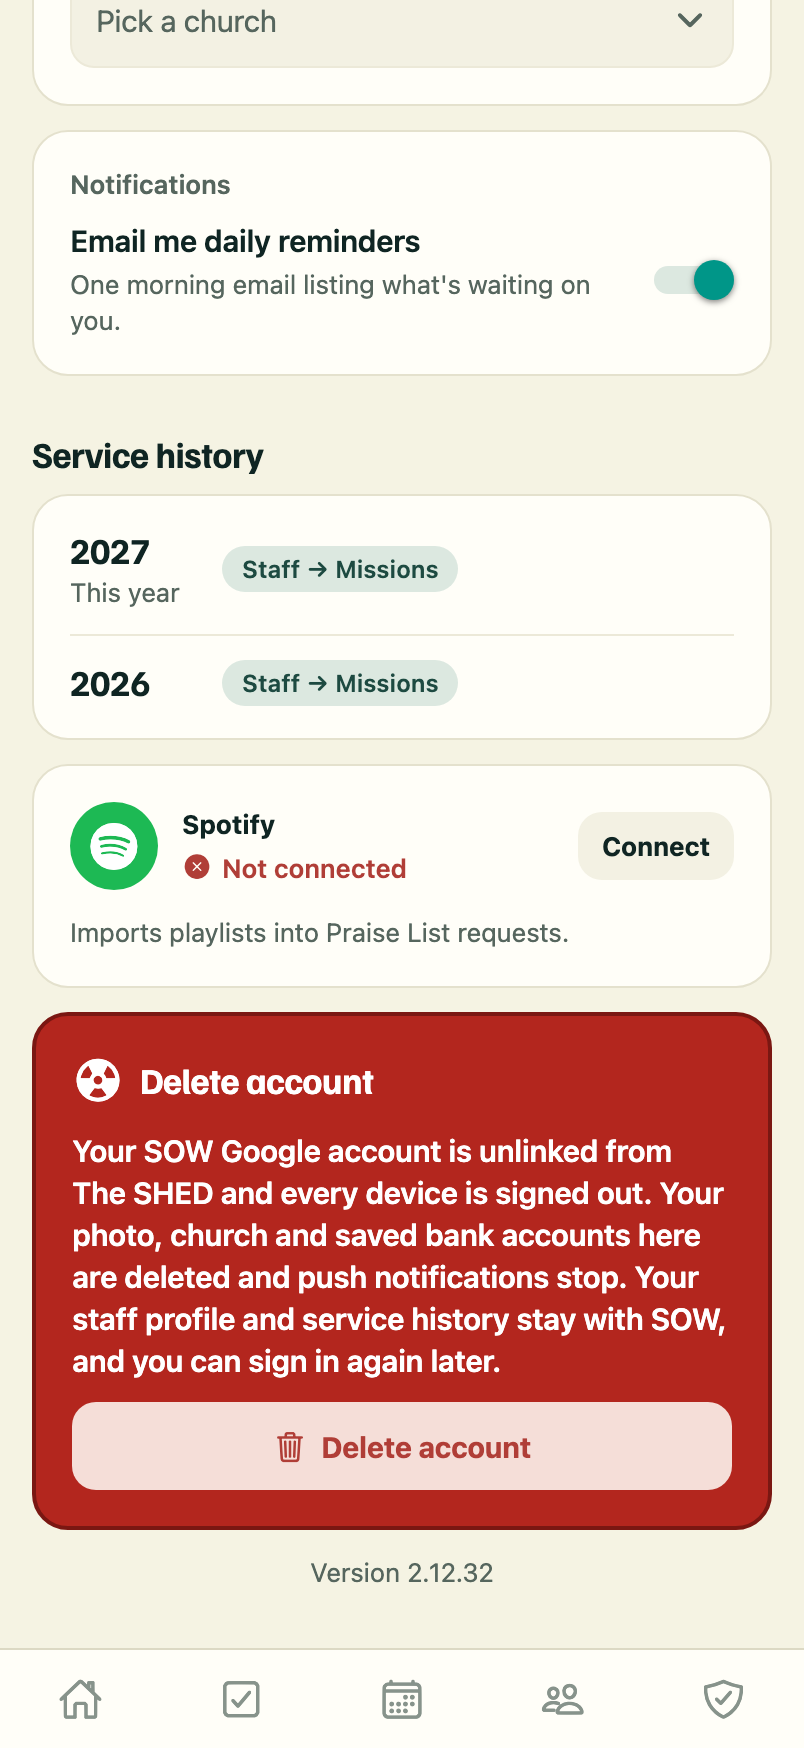 Pick a church
Notifications
Email me daily reminders
One morning email listing what's waiting on
you.
Service history
2027
This year
Staff → Missions
2026
Staff → Missions
Spotify
Not connected
Connect
Imports playlists into Praise List requests.
Delete account
Your SOW Google account is unlinked from
The SHED and every device is signed out. Your
photo, church and saved bank accounts here
are deleted and push notifications stop. Your
staff profile and service history stay with SOW,
and you can sign in again later.
Delete account
Version 2.12.32